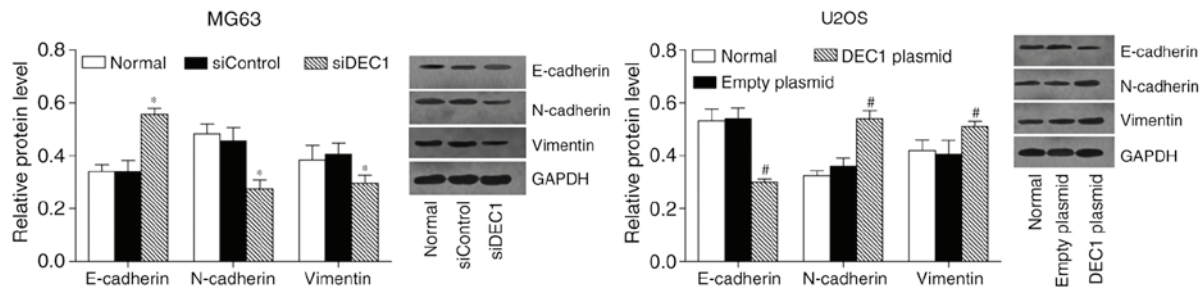 MG63
Relative protein level
0.8
0.6
0.4
0.2
0.0
Normal siControl siDEC1
*
*
*
E-cadherin N-cadherin Vimentin
E-cadherin
N-cadherin
Vimentin
GAPDH
Normal
siControl
siDEC1
U2OS
Relative protein level
0.8
0.6
0.4
0.2
0.0
Normal DEC1 plasmid
Empty plasmid
#
#
#
E-cadherin N-cadherin Vimentin
E-cadherin
N-cadherin
Vimentin
GAPDH
Normal
Empty plasmid
DEC1 plasmid